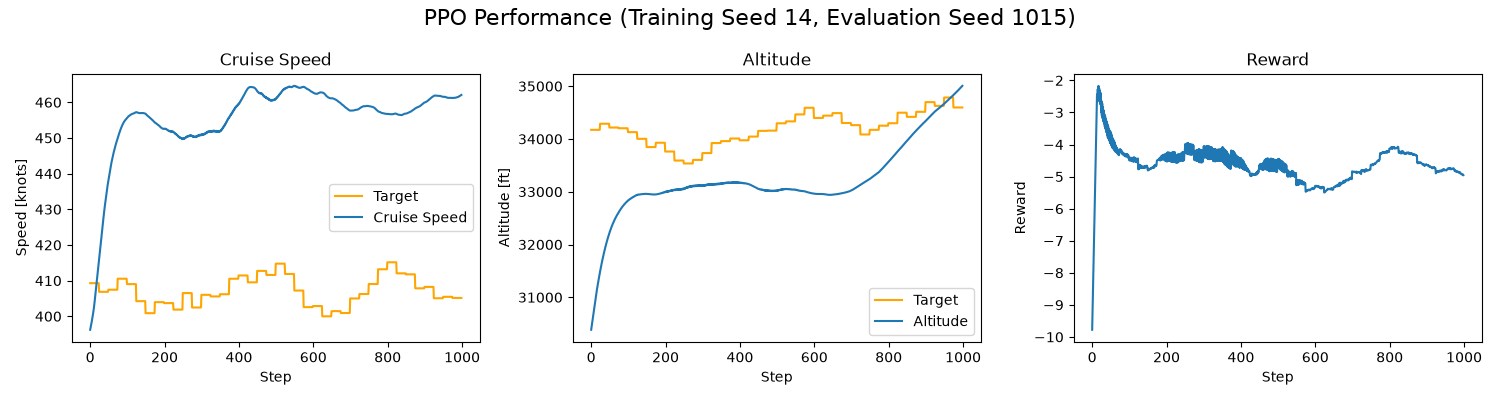 PPO Performance (Training Seed 14, Evaluation Seed 1015)
Cruise Speed
Speed [knots]
460
450
440
430
420
410
400
Target
Cruise Speed
0 200 400 600 800 1000
Step
Altitude
Altitude [ft]
35000
34000
33000
32000
31000
Target
Altitude
0 200 400 600 800 1000
Step
Reward
Reward
−2
−3
−4
−5
−6
−7
−8
−9
−10
0 200 400 600 800 1000
Step